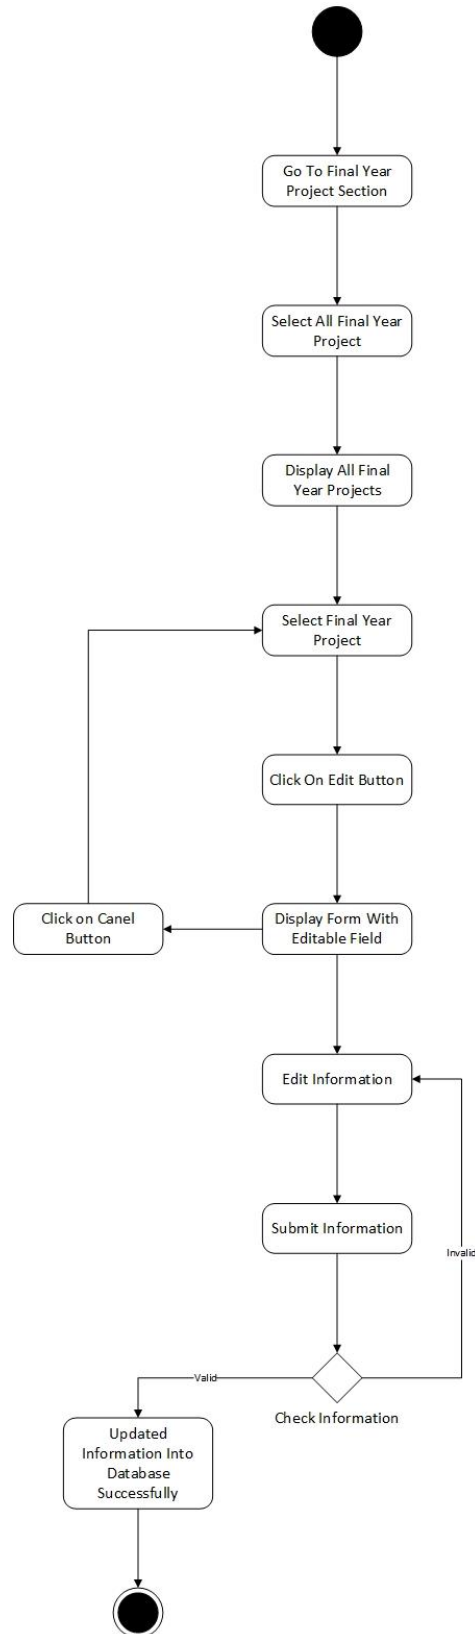 Go To Final Year
Project Section
Select All Final Year
Project
Display All Final
Year Projects
Select Final Year
Project
Click On Edit Button
Click on Canel
Button
Display Form With
Editable Field
Edit Information
Submit Information
Invalid
Valid
Check Information
Updated
Information Into
Database
Successfully